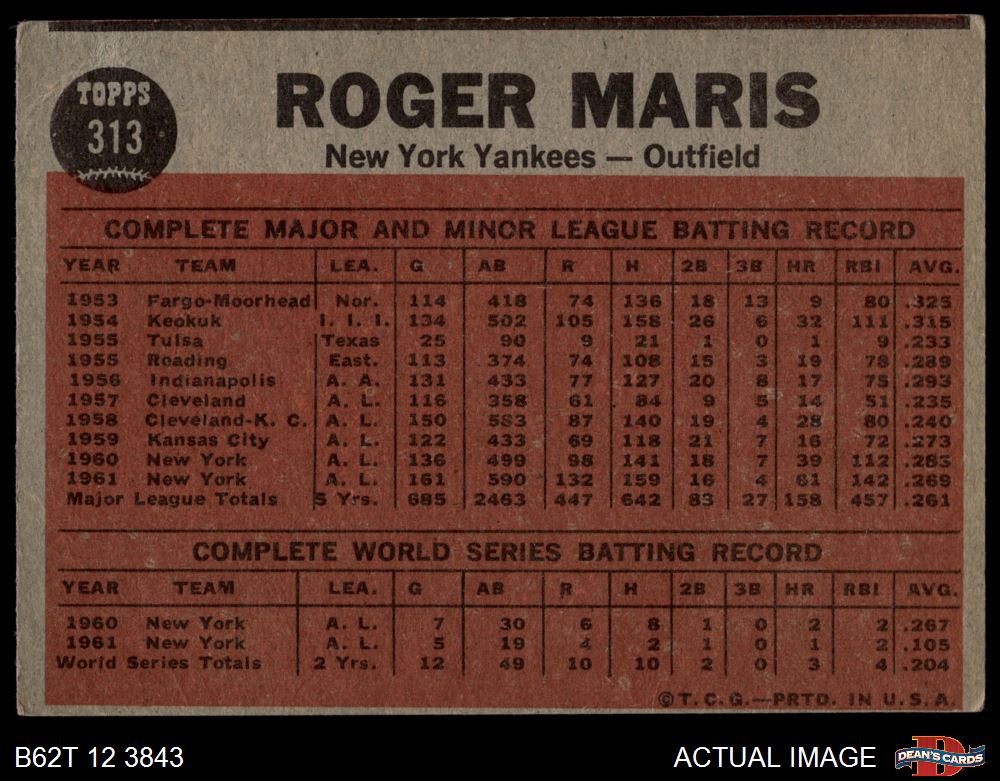 TOPPS
313
ROGER MARIS
New York Yankees — Outfield
COMPLETE MAJOR AND MINOR LEAGUE BATTING RECORD
YEAR TEAM LEA. G AB R H 2B 3B HR RBI AVG.
1953 Fargo-Moorhead Nor. 114 418 74 136 18 13 9 80 .325
1954 Keokuk I. I. I. 134 502 105 158 26 6 32 111 .315
1955 Tulsa Texas 25 90 9 21 1 0 1 9 .233
1955 Reading East. 113 374 74 108 15 3 19 78 .289
1956 Indianapolis A. A. 131 433 77 127 20 8 17 75 .293
1957 Cleveland A. L. 116 358 61 84 9 5 14 51 .235
1958 Cleveland-K. C. A. L. 150 583 87 140 19 4 28 80 .240
1959 Kansas City A. L. 122 433 69 118 21 7 16 72 .273
1960 New York A. L. 136 499 98 141 18 7 39 112 .283
1961 New York A. L. 161 590 132 159 16 4 61 142 .269
Major League Totals 5 Yrs. 685 2463 447 642 83 27 158 457 .261
COMPLETE WORLD SERIES BATTING RECORD
YEAR TEAM LEA. G AB R H 2B 3B HR RBI AVG.
1960 New York A. L. 7 30 6 8 1 0 2 2 .267
1961 New York A. L. 5 19 4 2 1 0 1 2 .105
World Series Totals 2 Yrs. 12 49 10 10 2 0 3 4 .204
©T.C.G.—PRTD. IN U.S.A.
B62T 12 3843 ACTUAL IMAGE
D
DEAN'S CARDS